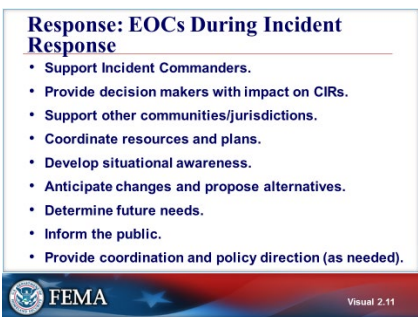 Response: EOCs During Incident
Response
• Support Incident Commanders.
• Provide decision makers with impact on CIRs.
• Support other communities/jurisdictions.
• Coordinate resources and plans.
• Develop situational awareness.
• Anticipate changes and propose alternatives.
• Determine future needs.
• Inform the public.
• Provide coordination and policy direction (as needed).
FEMA
Visual 2.11